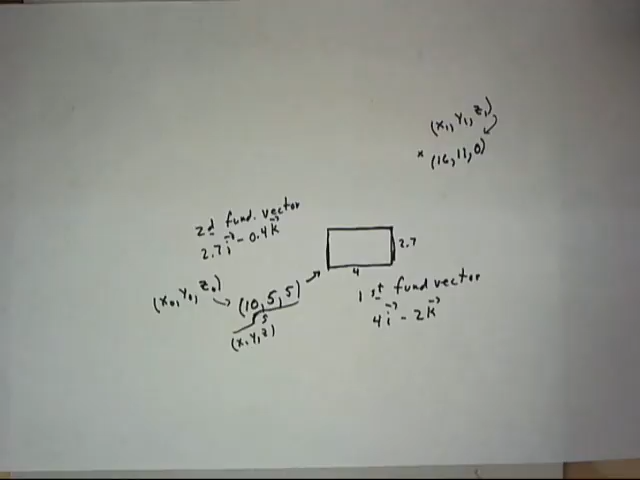 (x₁, y₁, z₁)
x (16, 11, 0)
2d fund. vector
2.7i⃗ - 0.4k⃗
2.7
4
(x₀, y₀, z₀)
(10, 5, 5)
5
(x, y, z)
1st fund vector
4i⃗ - 2k⃗